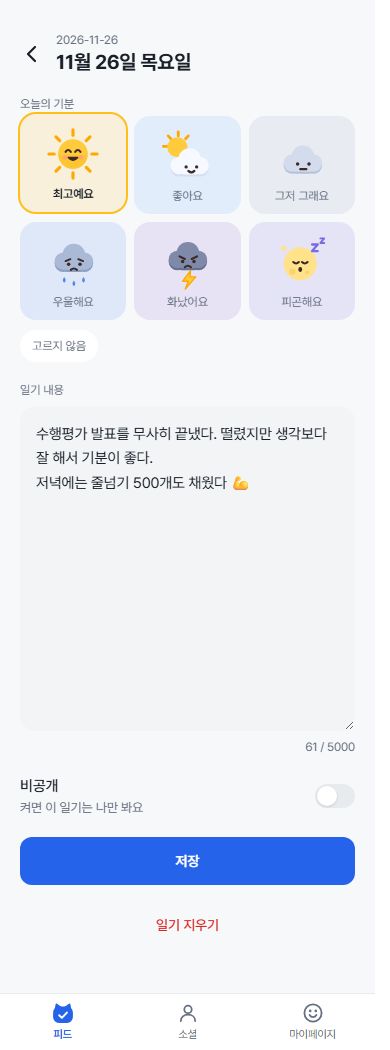 2026-11-26
11월 26일 목요일
오늘의 기분
최고예요
좋아요
그저 그래요
우울해요
화났어요
피곤해요
고르지 않음
일기 내용
수행평가 발표를 무사히 끝냈다. 떨렸지만 생각보다
잘 해서 기분이 좋다.
저녁에는 줄넘기 500개도 채웠다 💪
61 / 5000
비공개
켜면 이 일기는 나만 봐요
저장
일기 지우기
피드
소셜
마이페이지